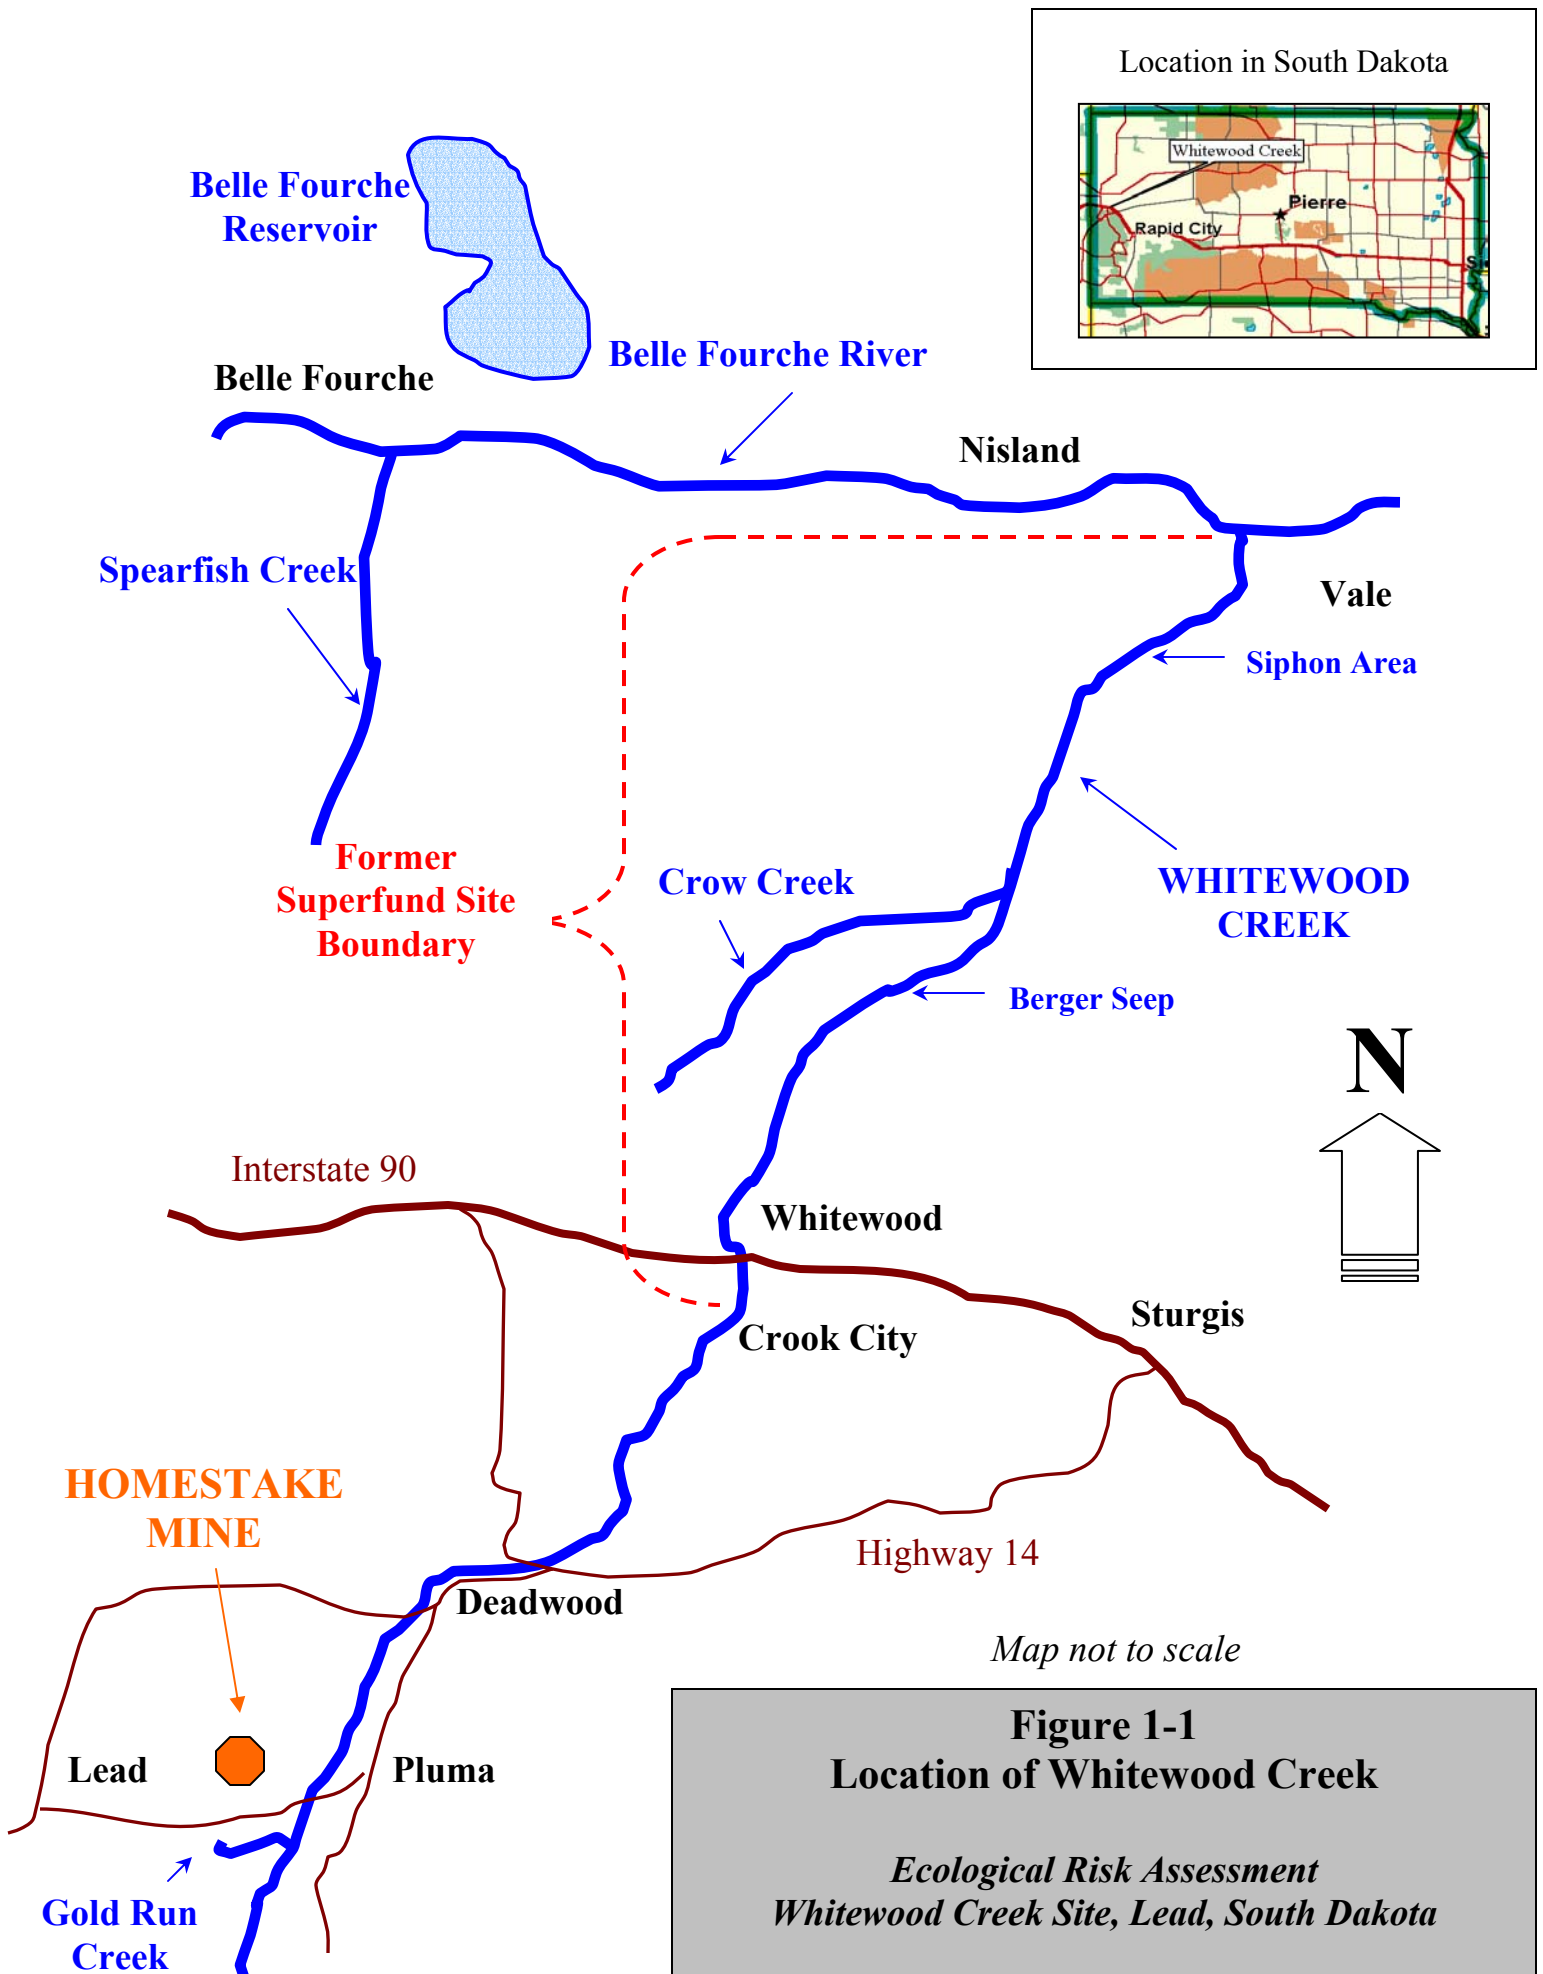 Location in South Dakota
Whitewood Creek
Pierre
Rapid City
Belle Fourche
Reservoir
Belle Fourche River
Belle Fourche
Nisland
Spearfish Creek
Vale
Siphon Area
Former
Superfund Site
Boundary
Crow Creek
WHITEWOOD
CREEK
Berger Seep
N
Interstate 90
Whitewood
Sturgis
Crook City
HOMESTAKE
MINE
Highway 14
Deadwood
Map not to scale
Lead
Pluma
Gold Run
Creek
Figure 1-1
Location of Whitewood Creek
Ecological Risk Assessment
Whitewood Creek Site, Lead, South Dakota